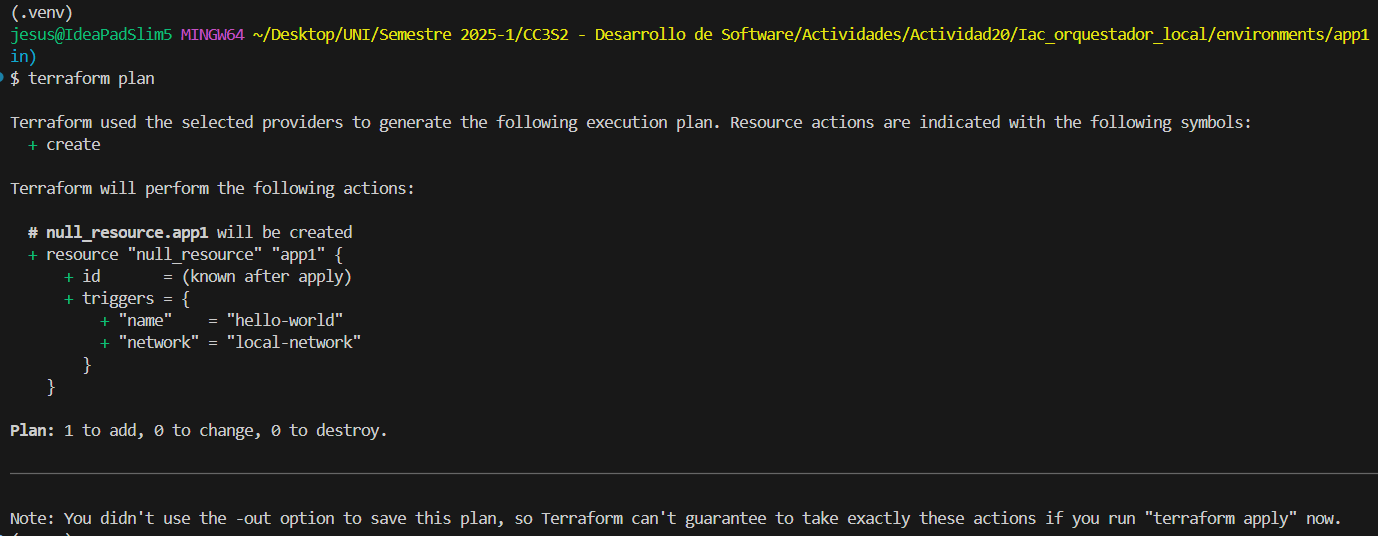 (.venv)
jesus@IdeaPadSlim5 MINGW64 ~/Desktop/UNI/Semestre 2025-1/CC3S2 - Desarrollo de Software/Actividades/Actividad20/Iac_orquestador_local/environments/app1
in)
$ terraform plan
Terraform used the selected providers to generate the following execution plan. Resource actions are indicated with the following symbols:
+ create
Terraform will perform the following actions:
# null_resource.app1 will be created
+ resource "null_resource" "app1" {
+ id = (known after apply)
+ triggers = {
+ "name" = "hello-world"
+ "network" = "local-network"
}
}
Plan: 1 to add, 0 to change, 0 to destroy.
Note: You didn't use the -out option to save this plan, so Terraform can't guarantee to take exactly these actions if you run "terraform apply" now.